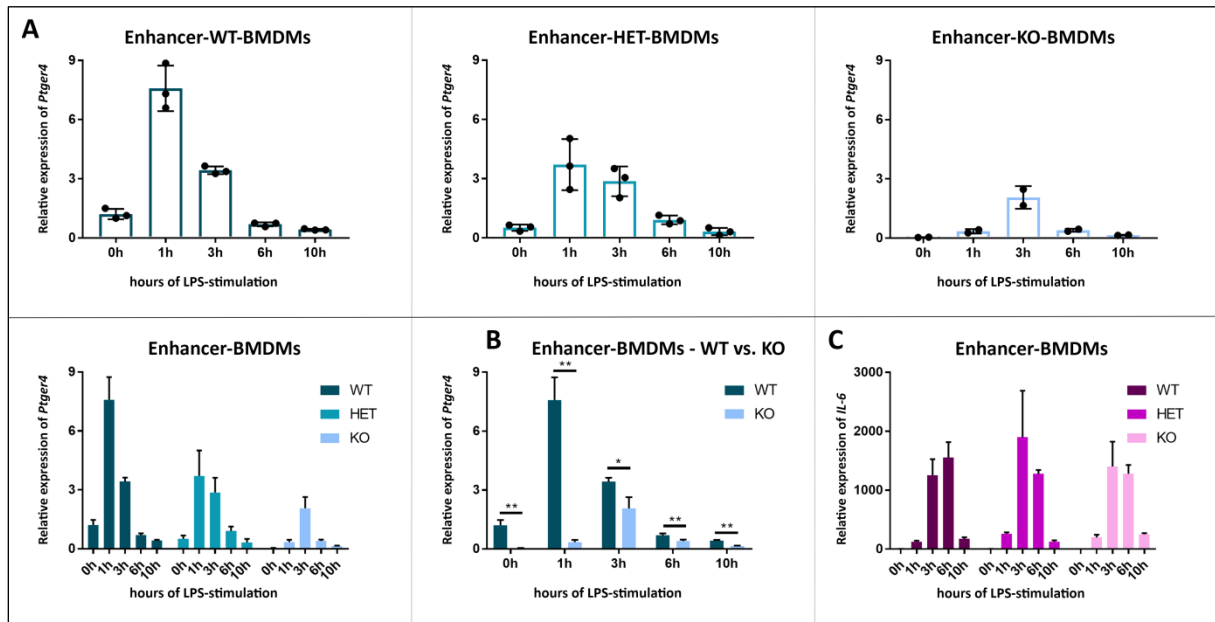 A
Enhancer-WT-BMDMs
Relative expression of Ptger4
9
6
3
0
0h 1h 3h 6h 10h
hours of LPS-stimulation
Enhancer-HET-BMDMs
Relative expression of Ptger4
9
6
3
0
0h 1h 3h 6h 10h
hours of LPS-stimulation
Enhancer-KO-BMDMs
Relative expression of Ptger4
9
6
3
0
0h 1h 3h 6h 10h
hours of LPS-stimulation
Enhancer-BMDMs
Relative expression of Ptger4
9
6
3
0
WT
HET
KO
0h 1h 3h 6h 10h 0h 1h 3h 6h 10h 0h 1h 3h 6h 10h
hours of LPS-stimulation
B
Enhancer-BMDMs - WT vs. KO
Relative expression of Ptger4
9
6
3
0
WT
KO
** ** * ** **
0h 1h 3h 6h 10h
hours of LPS-stimulation
C
Enhancer-BMDMs
Relative expression of IL-6
3000
2000
1000
0
WT
HET
KO
0h 1h 3h 6h 10h 0h 1h 3h 6h 10h 0h 1h 3h 6h 10h
hours of LPS-stimulation